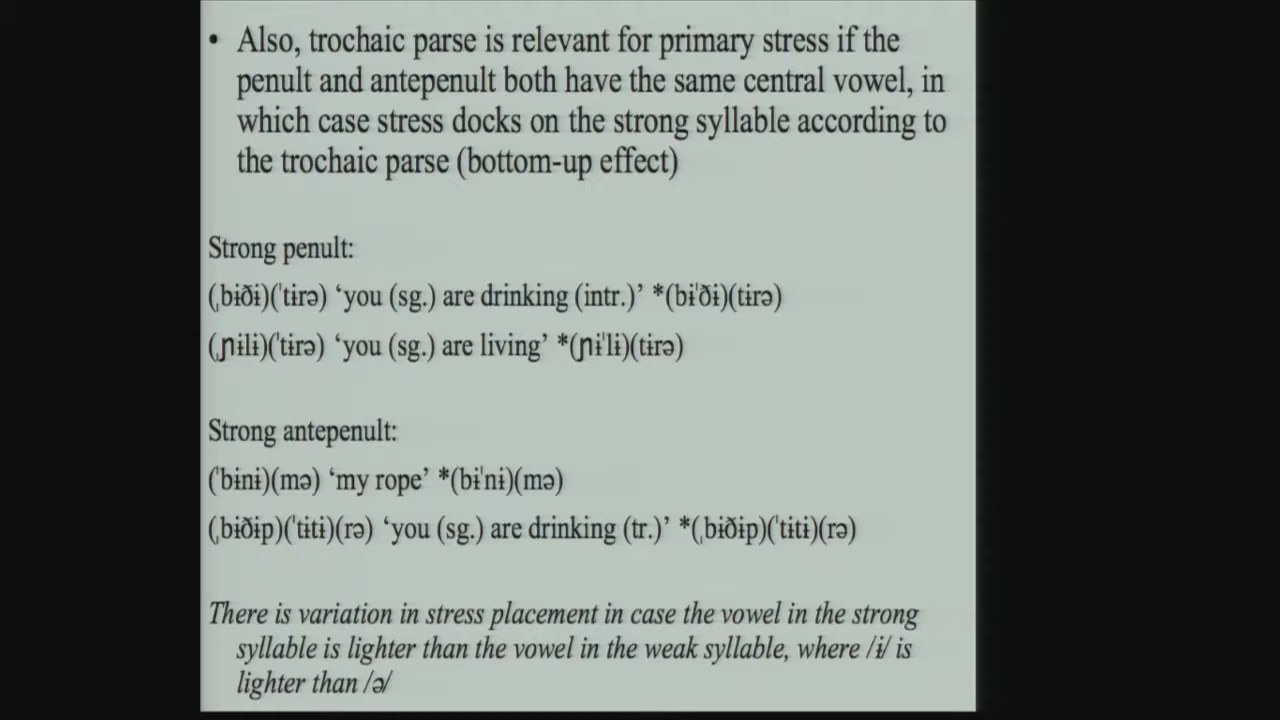 • Also, trochaic parse is relevant for primary stress if the
penult and antepenult both have the same central vowel, in
which case stress docks on the strong syllable according to
the trochaic parse (bottom-up effect)
Strong penult:
(ˌbɨðɨ)(ˈtɨrə) ‘you (sg.) are drinking (intr.)’ *(bɨˈðɨ)(tɨrə)
(ˌɲɨlɨ)(ˈtɨrə) ‘you (sg.) are living’ *(ɲɨˈlɨ)(tɨrə)
Strong antepenult:
(ˈbɨnɨ)(mə) ‘my rope’ *(bɨˈnɨ)(mə)
(ˌbɨðɨp)(ˈtɨtɨ)(rə) ‘you (sg.) are drinking (tr.)’ *(ˌbɨðɨp)(ˈtɨtɨ)(rə)
There is variation in stress placement in case the vowel in the strong
syllable is lighter than the vowel in the weak syllable, where /ɨ/ is
lighter than /ə/